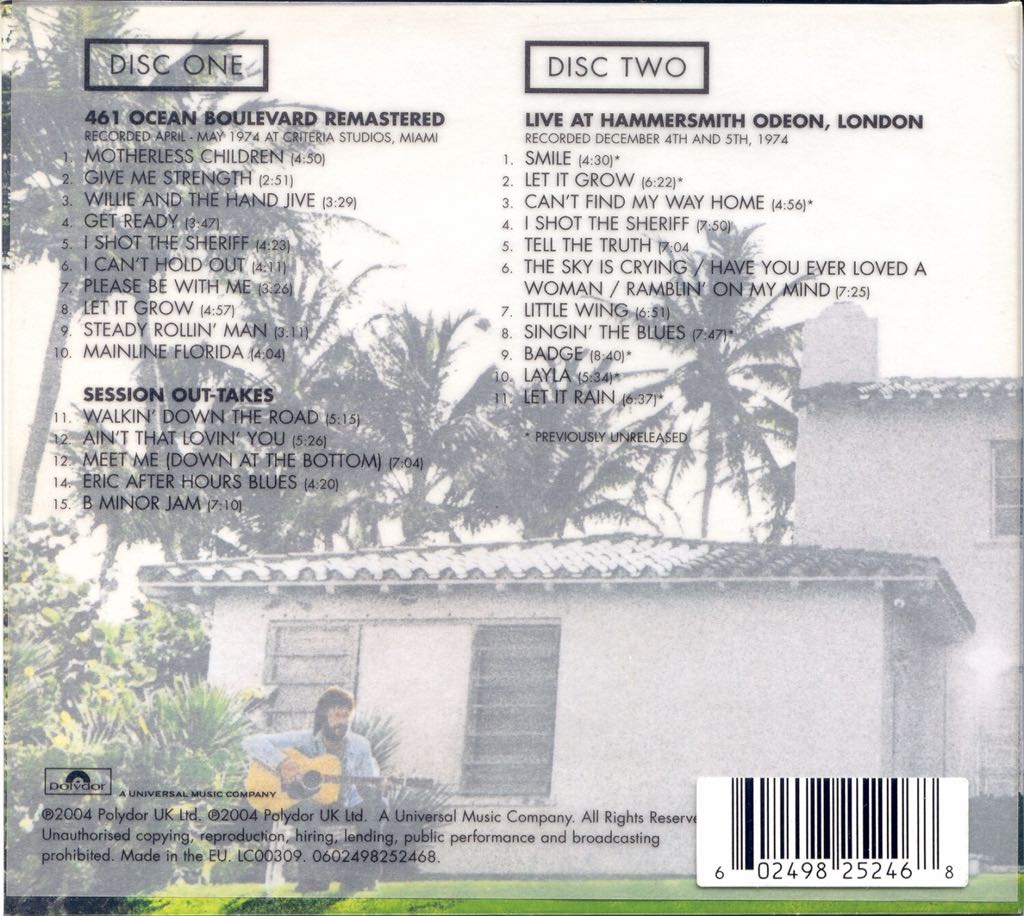 DISC ONE
461 OCEAN BOULEVARD REMASTERED
RECORDED APRIL - MAY 1974 AT CRITERIA STUDIOS, MIAMI
1. MOTHERLESS CHILDREN (4:50)
2. GIVE ME STRENGTH (2:51)
3. WILLIE AND THE HAND JIVE (3:29)
4. GET READY (3:47)
5. I SHOT THE SHERIFF (4:23)
6. I CAN'T HOLD OUT (4:11)
7. PLEASE BE WITH ME (3:26)
8. LET IT GROW (4:57)
9. STEADY ROLLIN' MAN (3:11)
10. MAINLINE FLORIDA (4:04)
SESSION OUT-TAKES
11. WALKIN' DOWN THE ROAD (5:15)
12. AIN'T THAT LOVIN' YOU (5:26)
12. MEET ME (DOWN AT THE BOTTOM) (7:04)
14. ERIC AFTER HOURS BLUES (4:20)
15. B MINOR JAM (7:10)
DISC TWO
LIVE AT HAMMERSMITH ODEON, LONDON
RECORDED DECEMBER 4TH AND 5TH, 1974
1. SMILE (4:30)*
2. LET IT GROW (6:22)*
3. CAN'T FIND MY WAY HOME (4:56)*
4. I SHOT THE SHERIFF (7:50)
5. TELL THE TRUTH (7:04
6. THE SKY IS CRYING / HAVE YOU EVER LOVED A
WOMAN / RAMBLIN' ON MY MIND (7:25)
7. LITTLE WING (6:51)
8. SINGIN' THE BLUES (7:47)*
9. BADGE (8:40)*
10. LAYLA (5:34)*
11. LET IT RAIN (6:37)*
* PREVIOUSLY UNRELEASED
polydor
A UNIVERSAL MUSIC COMPANY
℗2004 Polydor UK Ltd. ©2004 Polydor UK Ltd. A Universal Music Company. All Rights Reserve
Unauthorised copying, reproduction, hiring, lending, public performance and broadcasting
prohibited. Made in the EU. LC00309. 0602498252468.
6 02498 25246 8